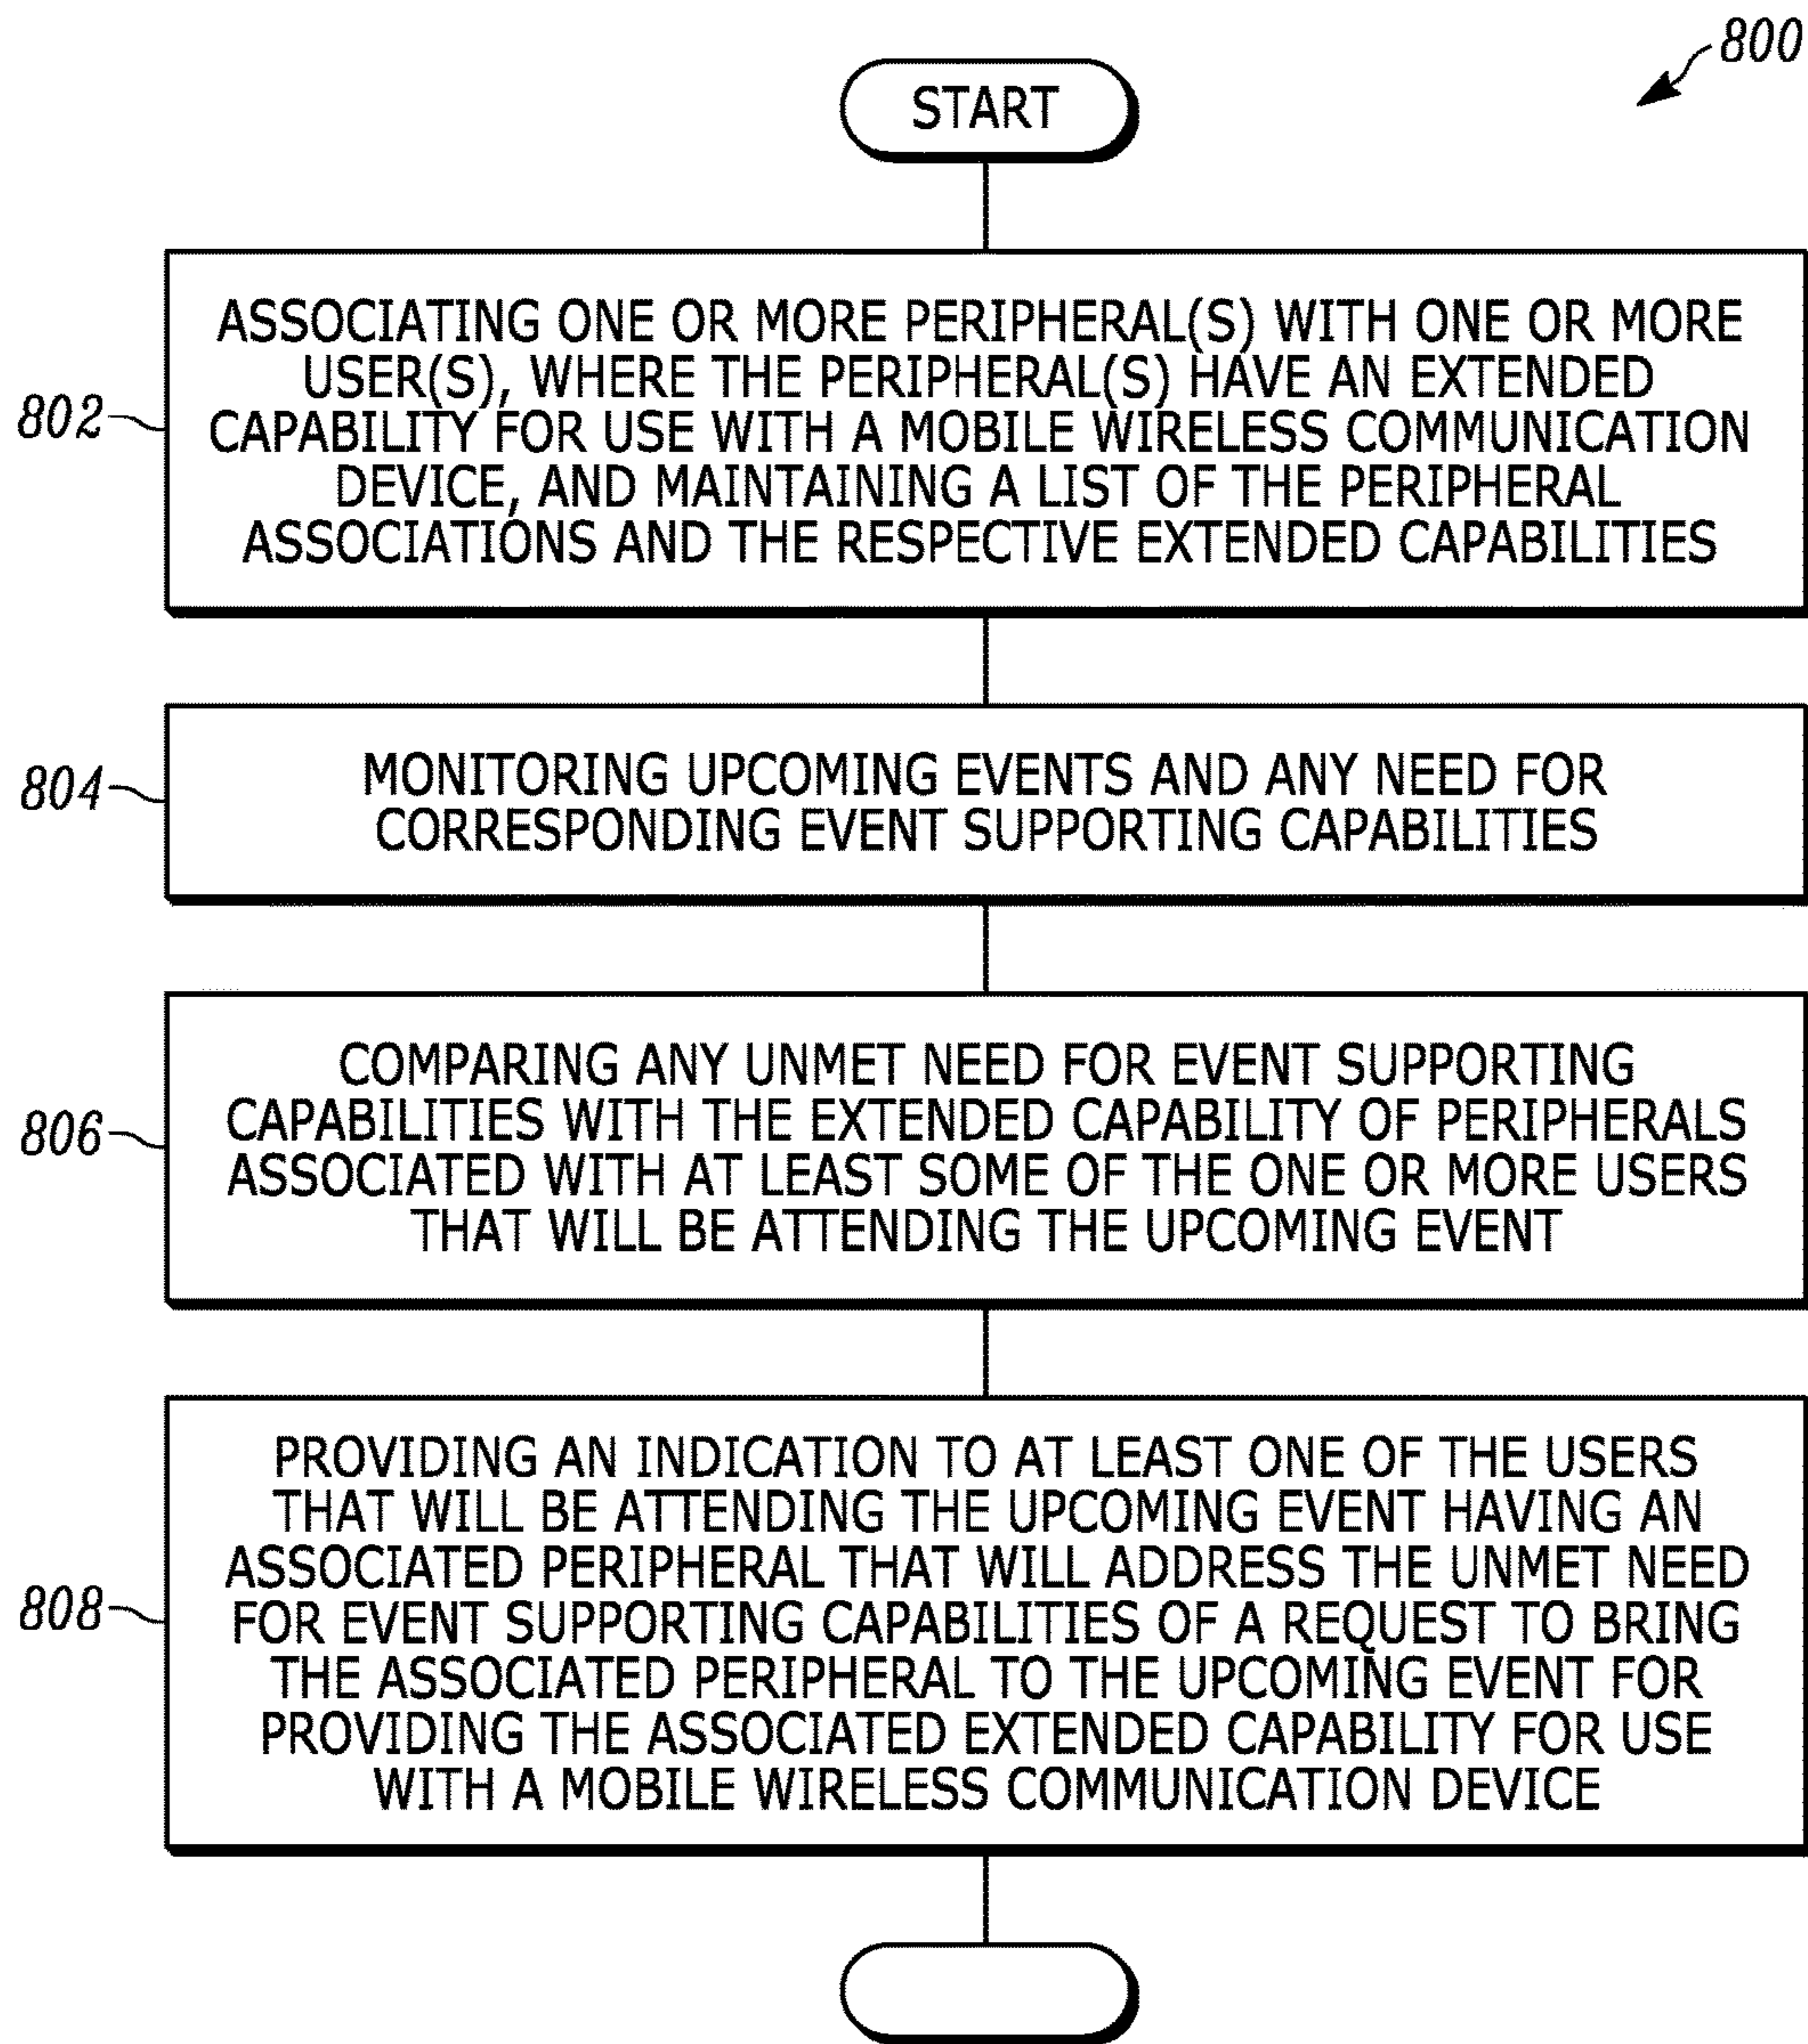 800
START
802
ASSOCIATING ONE OR MORE PERIPHERAL(S) WITH ONE OR MORE
USER(S), WHERE THE PERIPHERAL(S) HAVE AN EXTENDED
CAPABILITY FOR USE WITH A MOBILE WIRELESS COMMUNICATION
DEVICE, AND MAINTAINING A LIST OF THE PERIPHERAL
ASSOCIATIONS AND THE RESPECTIVE EXTENDED CAPABILITIES
804
MONITORING UPCOMING EVENTS AND ANY NEED FOR
CORRESPONDING EVENT SUPPORTING CAPABILITIES
806
COMPARING ANY UNMET NEED FOR EVENT SUPPORTING
CAPABILITIES WITH THE EXTENDED CAPABILITY OF PERIPHERALS
ASSOCIATED WITH AT LEAST SOME OF THE ONE OR MORE USERS
THAT WILL BE ATTENDING THE UPCOMING EVENT
808
PROVIDING AN INDICATION TO AT LEAST ONE OF THE USERS
THAT WILL BE ATTENDING THE UPCOMING EVENT HAVING AN
ASSOCIATED PERIPHERAL THAT WILL ADDRESS THE UNMET NEED
FOR EVENT SUPPORTING CAPABILITIES OF A REQUEST TO BRING
THE ASSOCIATED PERIPHERAL TO THE UPCOMING EVENT FOR
PROVIDING THE ASSOCIATED EXTENDED CAPABILITY FOR USE
WITH A MOBILE WIRELESS COMMUNICATION DEVICE